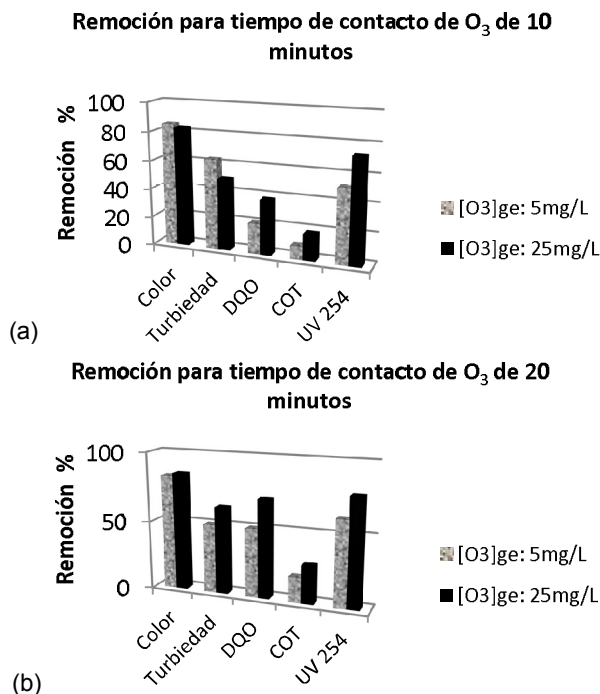 Remoción para tiempo de contacto de O3 de 10
minutos
Remoción %
100
80
60
40
20
0
Color
Turbiedad
DQO
COT
UV 254
[O3]ge: 5mg/L
[O3]ge: 25mg/L
(a)
Remoción para tiempo de contacto de O3 de 20
minutos
Remoción %
100
50
0
Color
Turbiedad
DQO
COT
UV 254
[O3]ge: 5mg/L
[O3]ge: 25mg/L
(b)